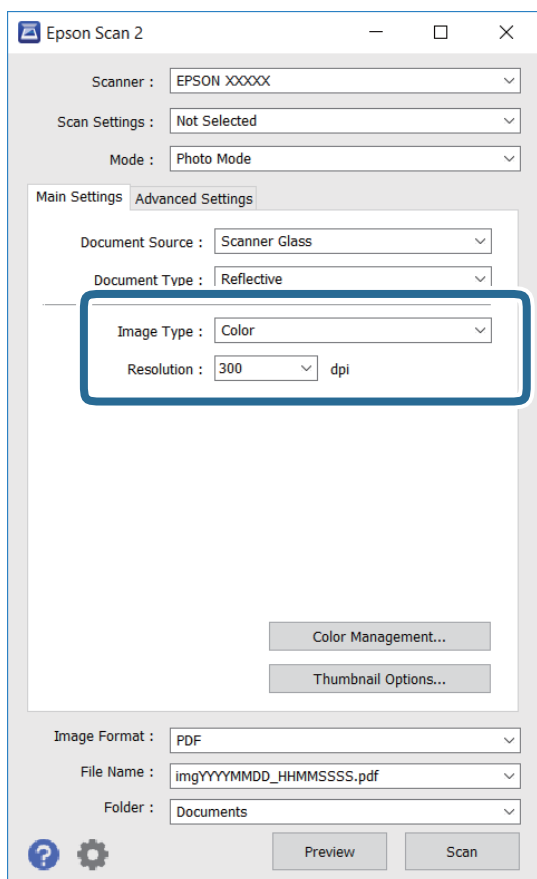 Epson Scan 2
Scanner : EPSON XXXXX
Scan Settings : Not Selected
Mode : Photo Mode
Main Settings Advanced Settings
Document Source : Scanner Glass
Document Type : Reflective
Image Type : Color
Resolution : 300 dpi
Color Management...
Thumbnail Options...
Image Format : PDF
File Name : imgYYYYMMDD_HHMMSSSS.pdf
Folder : Documents
? Preview Scan